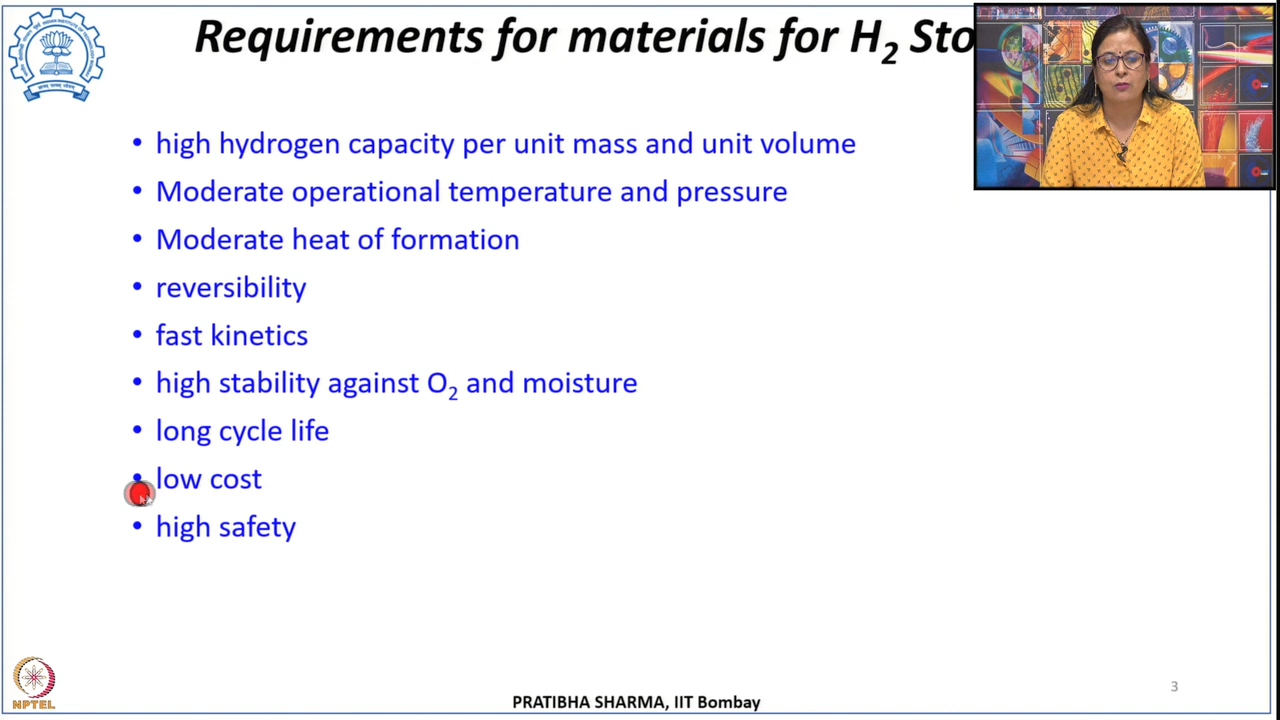 Requirements for materials for H2 Sto
• high hydrogen capacity per unit mass and unit volume
• Moderate operational temperature and pressure
• Moderate heat of formation
• reversibility
• fast kinetics
• high stability against O2 and moisture
• long cycle life
• low cost
• high safety
NPTEL
PRATIBHA SHARMA, IIT Bombay
3